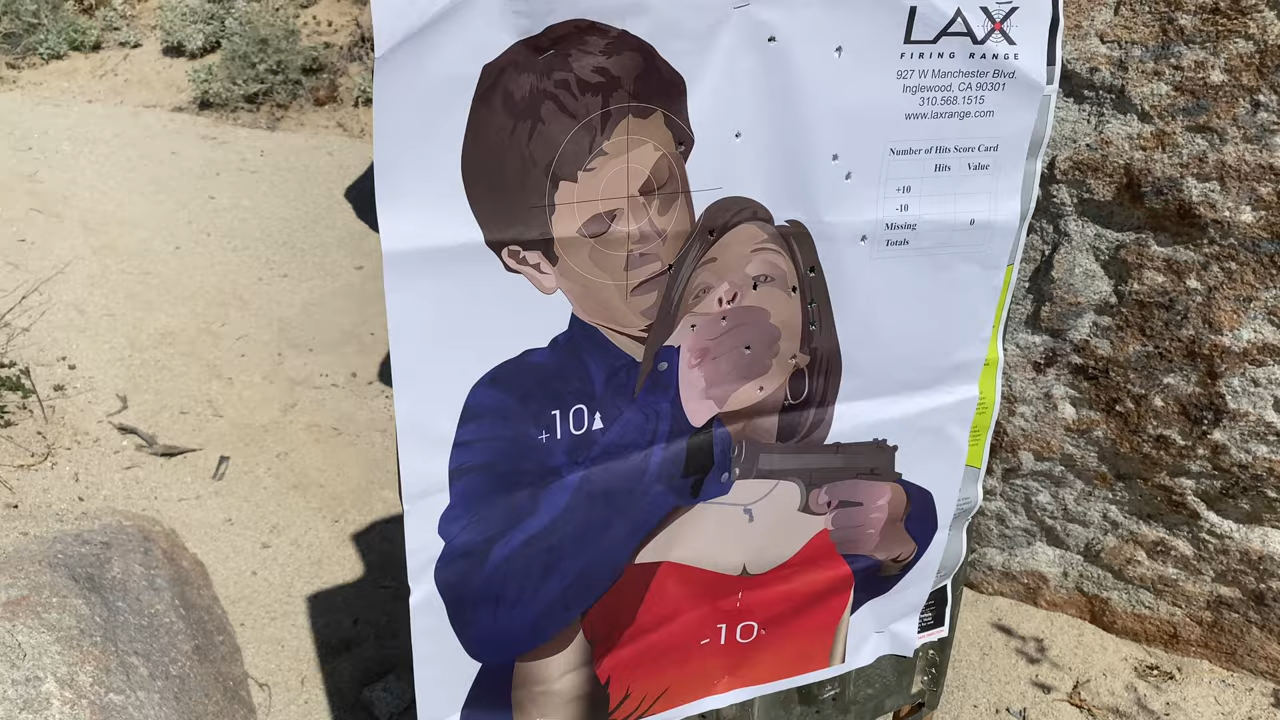 LAX
FIRING RANGE
927 W Manchester Blvd.
Inglewood, CA 90301
310.568.1515
www.laxrange.com
Number of Hits Score Card
Hits Value
+10
-10
Missing 0
Totals
+10
-10